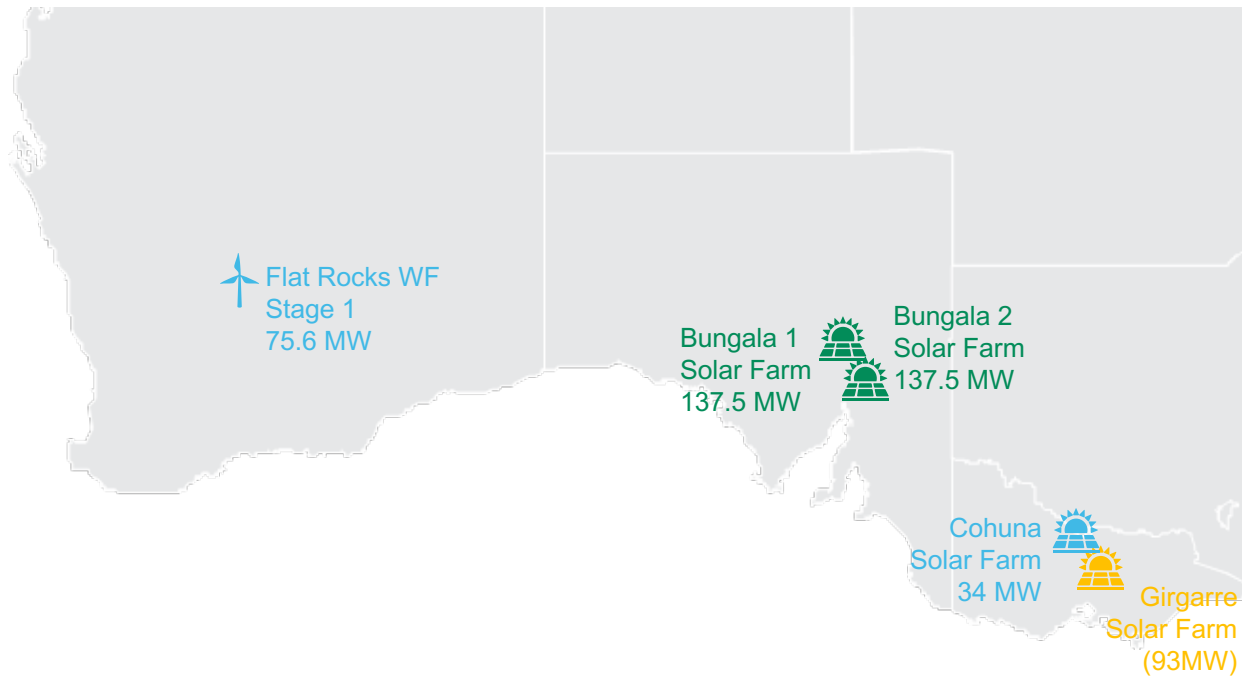 Flat Rocks WF
Stage 1
75.6 MW
Bungala 1
Solar Farm
137.5 MW
Bungala 2
Solar Farm
137.5 MW
Cohuna
Solar Farm
34 MW
Girgarre
Solar Farm
(93MW)